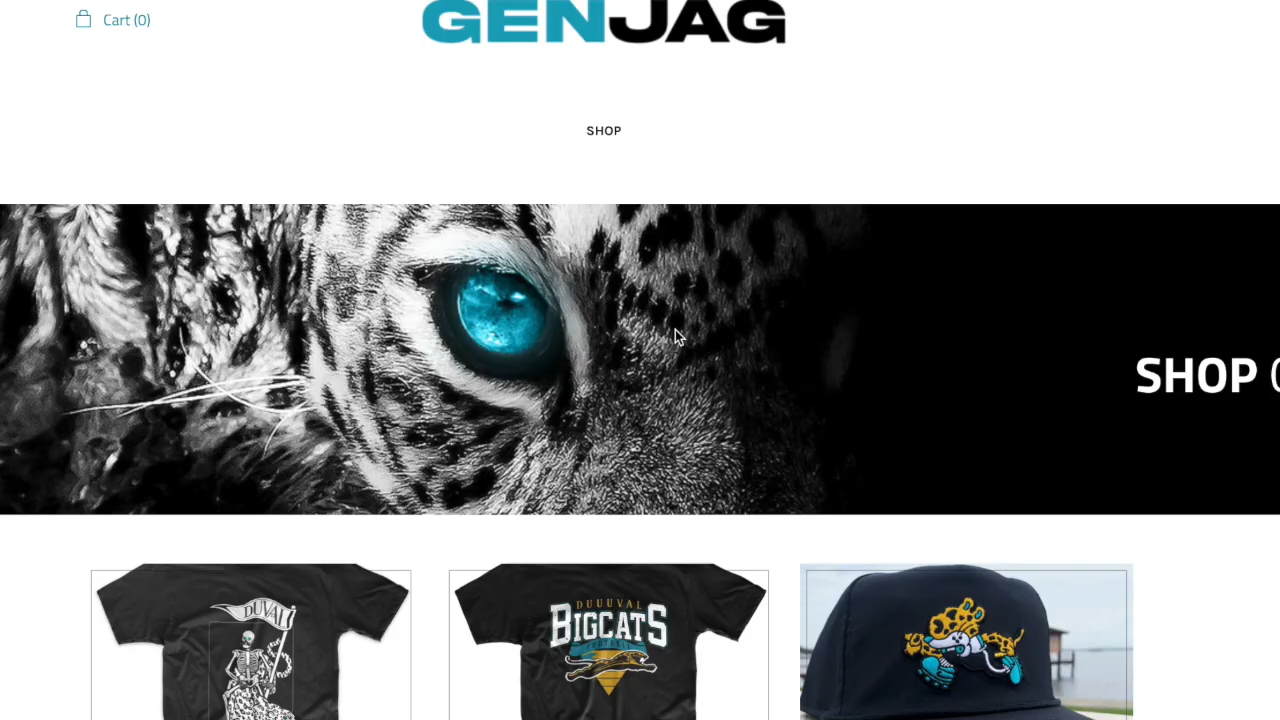 Cart (0)
GENJAG
SHOP
SHOP
DUVAL
DUUUVAL
BIGCATS